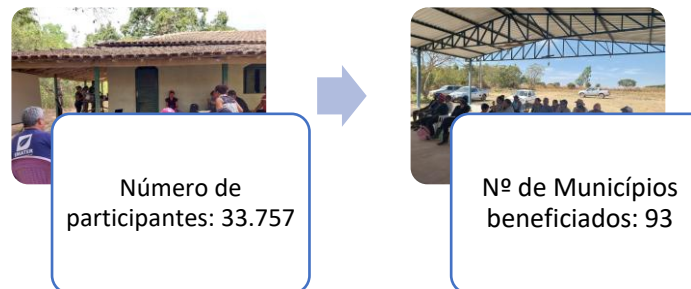 Número de
participantes: 33.757
Nº de Municípios
beneficiados: 93